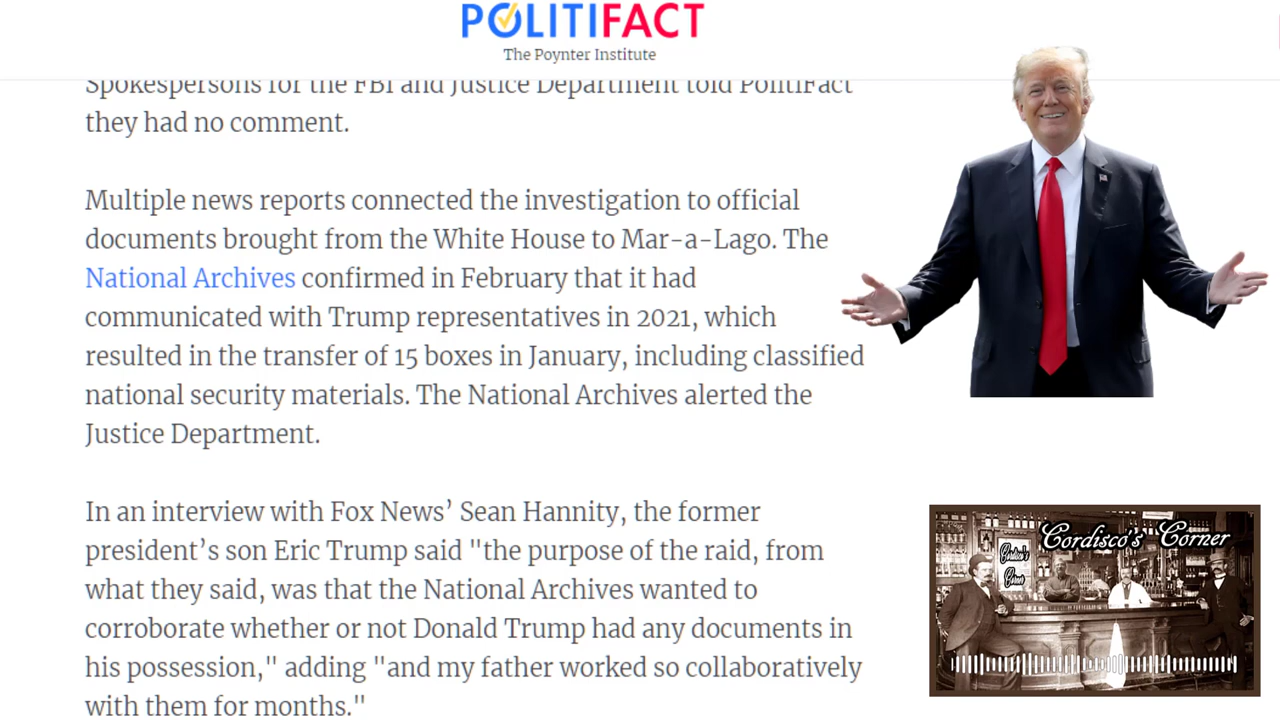 POLITIFACT
The Poynter Institute
Spokespersons for the FBI and Justice Department told PolitiFact
they had no comment.
Multiple news reports connected the investigation to official
documents brought from the White House to Mar-a-Lago. The
National Archives confirmed in February that it had
communicated with Trump representatives in 2021, which
resulted in the transfer of 15 boxes in January, including classified
national security materials. The National Archives alerted the
Justice Department.
In an interview with Fox News’ Sean Hannity, the former
president’s son Eric Trump said "the purpose of the raid, from
what they said, was that the National Archives wanted to
corroborate whether or not Donald Trump had any documents in
his possession," adding "and my father worked so collaboratively
with them for months."
Cordisco's Corner
Cordisco's
Corner